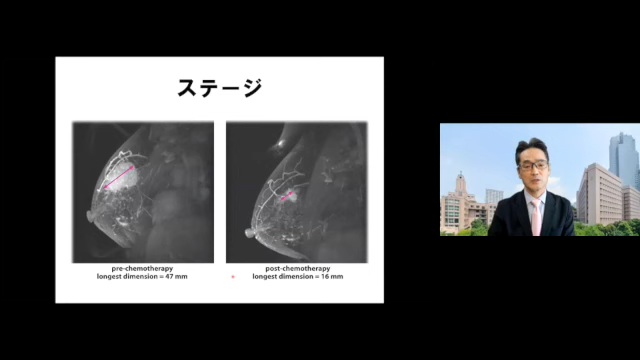 ステージ
pre-chemotherapy
longest dimension = 47 mm
post-chemotherapy
longest dimension = 16 mm